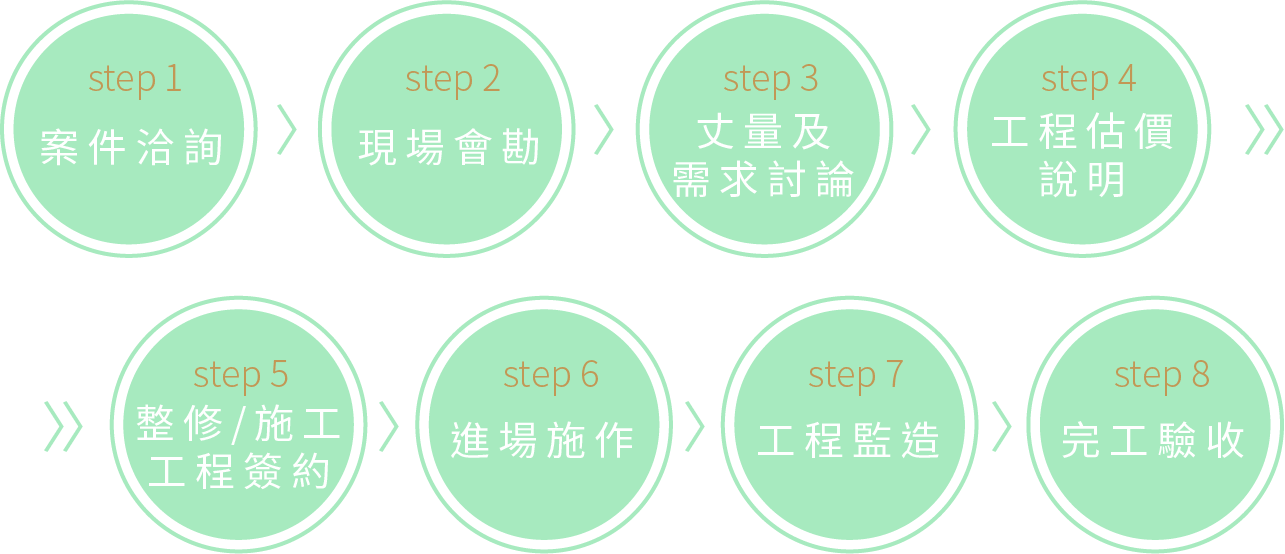 step 1
案件洽詢
step 2
現場會勘
step 3
丈量及
需求討論
step 4
工程估價
說明
step 5
整修/施工
工程簽約
step 6
進場施作
step 7
工程監造
step 8
完工驗收